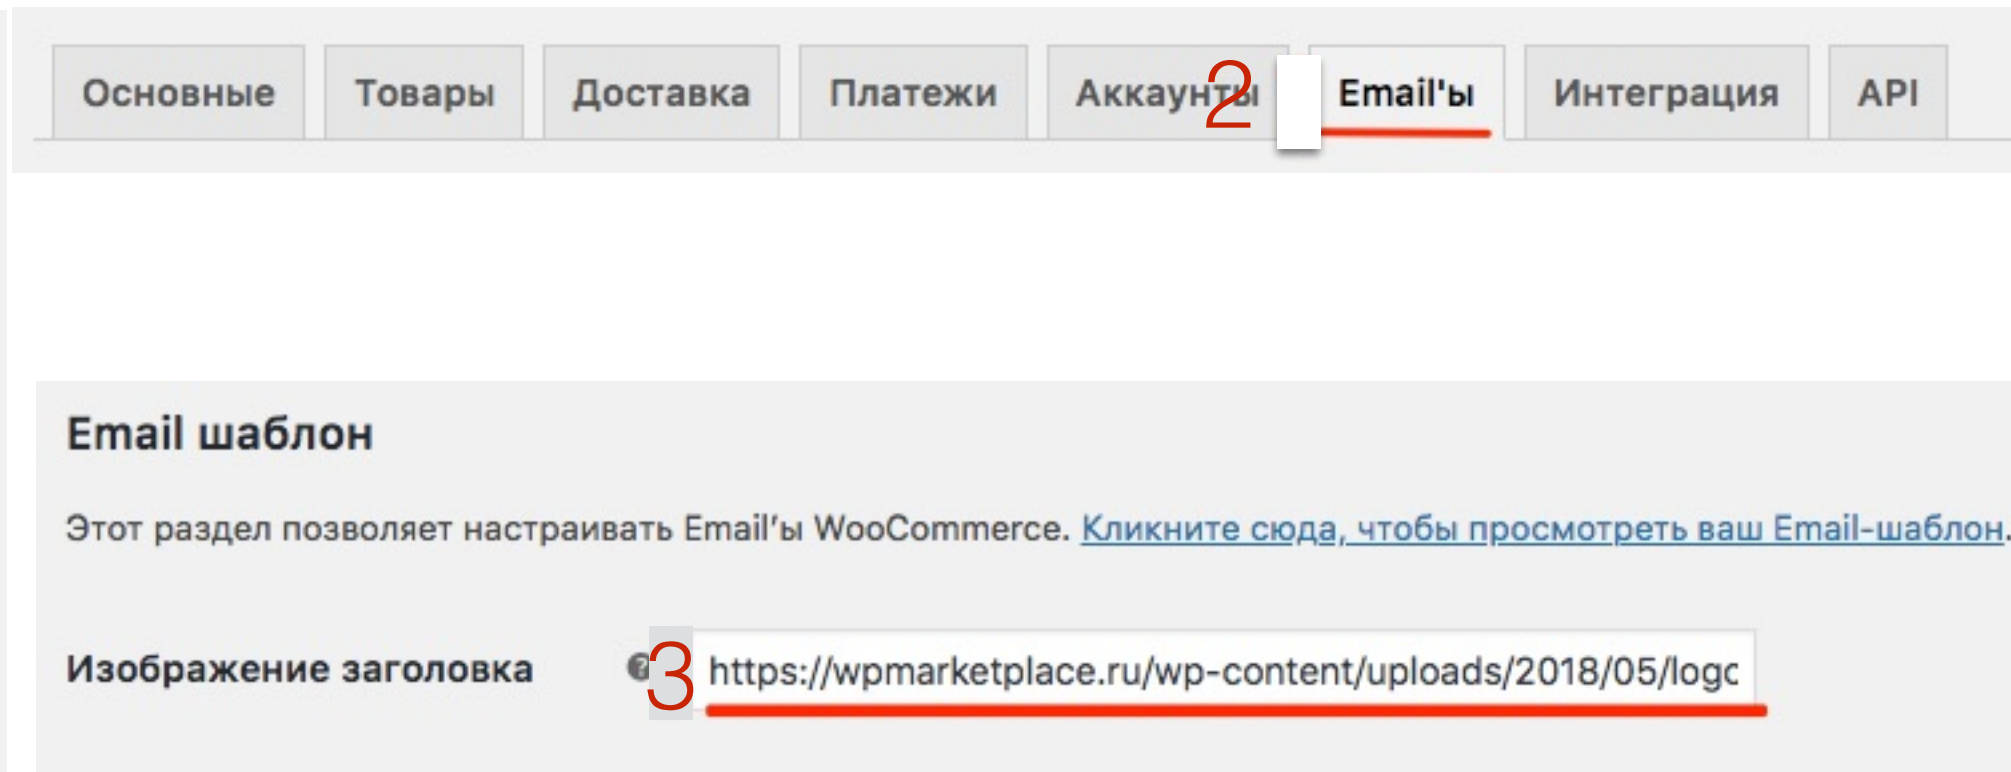 Основные Товары Доставка Платежи Аккаунты 2 Email'ы Интеграция API
Email шаблон
Этот раздел позволяет настраивать Email'ы WooCommerce. Кликните сюда, чтобы просмотреть ваш Email-шаблон.
Изображение заголовка ? 3 https://wpmarketplace.ru/wp-content/uploads/2018/05/logo